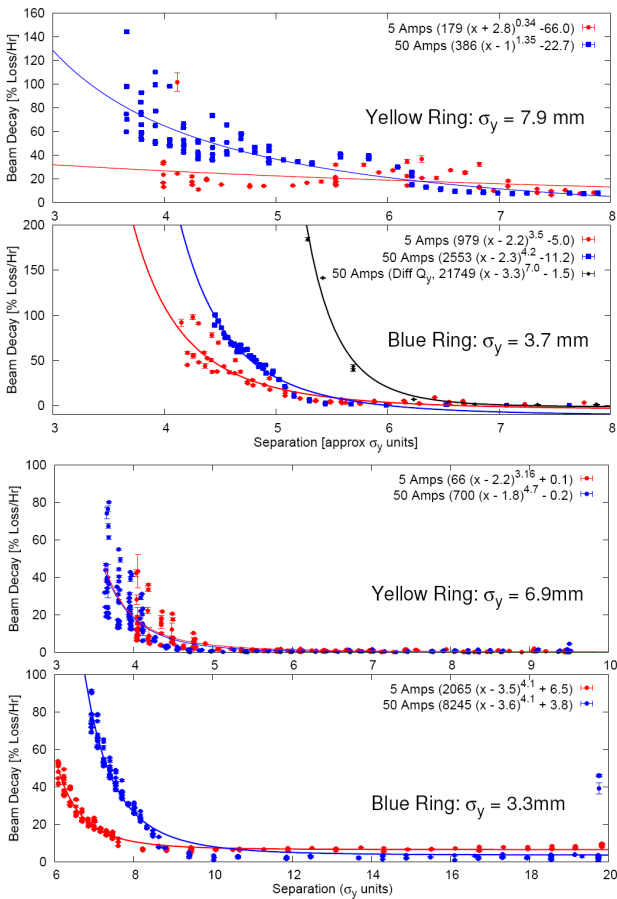 160
140
120
100
80
60
40
20
0
Beam Decay [% Loss/Hr]
5 Amps (179 (x + 2.8)^0.34 -66.0)
50 Amps (386 (x - 1)^1.35 -22.7)
Yellow Ring: σy = 7.9 mm
3 4 5 6 7 8
200
150
100
50
0
Beam Decay [% Loss/Hr]
5 Amps (979 (x - 2.2)^3.5 -5.0)
50 Amps (2553 (x - 2.3)^4.2 -11.2)
50 Amps (Diff Qy, 21749 (x - 3.3)^7.0 - 1.5)
Blue Ring: σy = 3.7 mm
3 4 5 6 7 8
Separation [approx σy units]
100
80
60
40
20
0
Beam Decay [% Loss/Hr]
5 Amps (66 (x - 2.2)^3.16 + 0.1)
50 Amps (700 (x - 1.8)^4.7 - 0.2)
Yellow Ring: σy = 6.9mm
3 4 5 6 7 8 9 10
100
80
60
40
20
0
Beam Decay [% Loss/Hr]
5 Amps (2065 (x - 3.5)^4.1 + 6.5)
50 Amps (8245 (x - 3.6)^4.1 + 3.8)
Blue Ring: σy = 3.3mm
6 8 10 12 14 16 18 20
Separation (σy units)